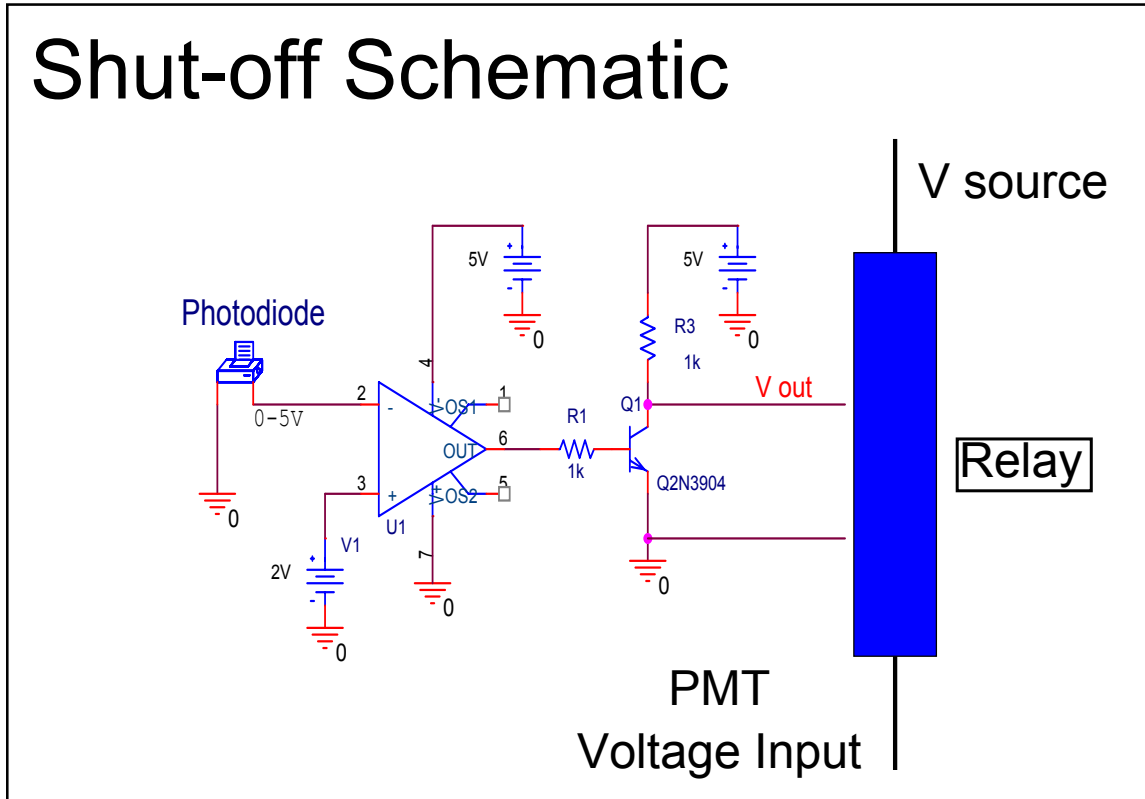 Shut-off Schematic
V source
5V
0
5V
0
Photodiode
R3
1k
4
V-
OS1
1
2
-
0-5V
V out
Q1
R1
1k
OUT
6
Relay
Q2N3904
5
OS2
V+
3
+
U1
7
0
0
V1
2V
0
0
PMT
Voltage Input